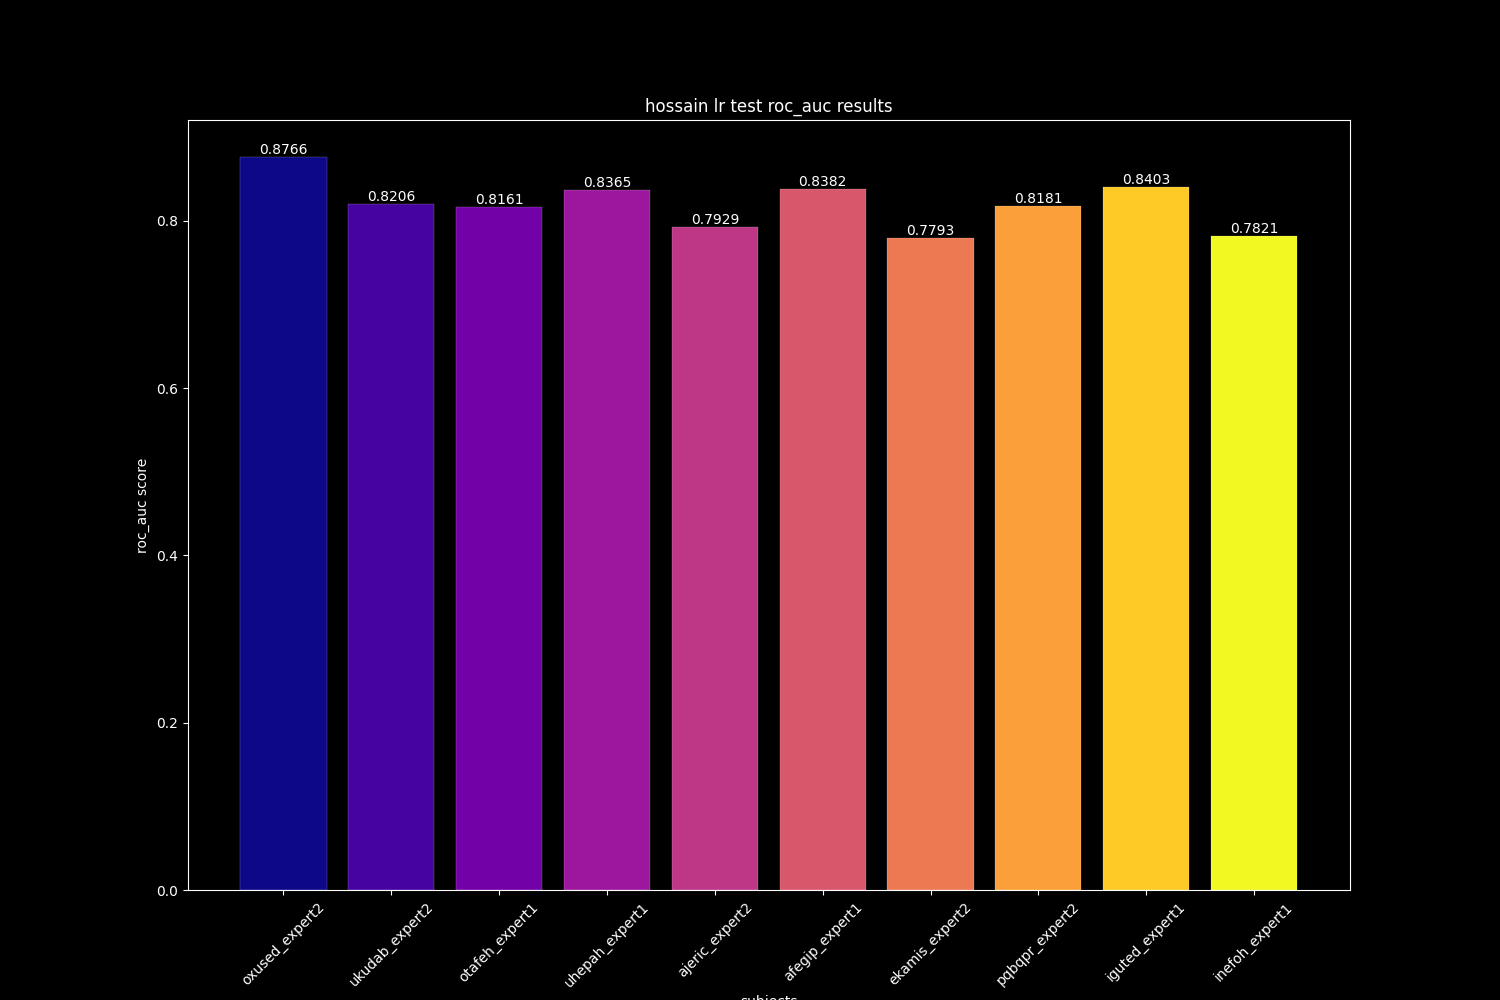 hossain lr test roc_auc results
0.8766
0.8206
0.8161
0.8365
0.7929
0.8382
0.7793
0.8181
0.8403
0.7821
roc_auc score
0.8
0.6
0.4
0.2
0.0
oxused_expert2
ukudab_expert2
otafeh_expert1
uhepah_expert1
ajeric_expert2
afegip_expert1
ekamis_expert2
pqbqpr_expert2
iguted_expert1
inefoh_expert1
subjects